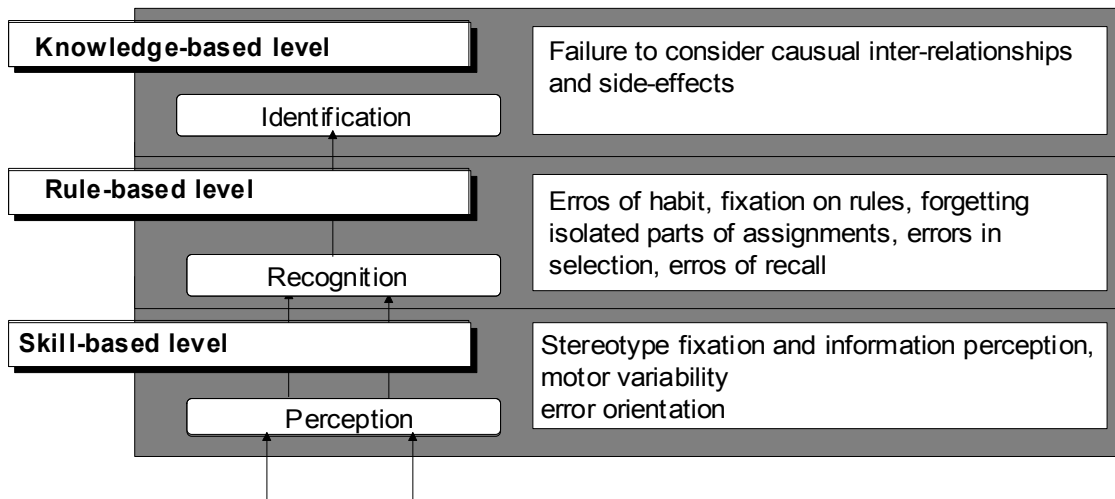 Knowledge-based level
Failure to consider causual inter-relationships
and side-effects
Identification
Rule-based level
Erros of habit, fixation on rules, forgetting
isolated parts of assignments, errors in
selection, erros of recall
Recognition
Skill-based level
Stereotype fixation and information perception,
motor variability
error orientation
Perception